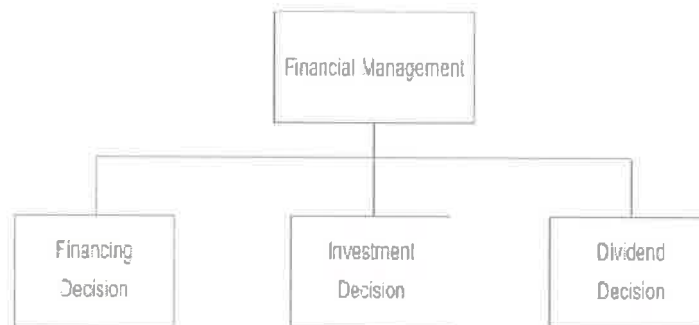 Financial Management
Financing
Decision
Investment
Decision
Dividend
Decision